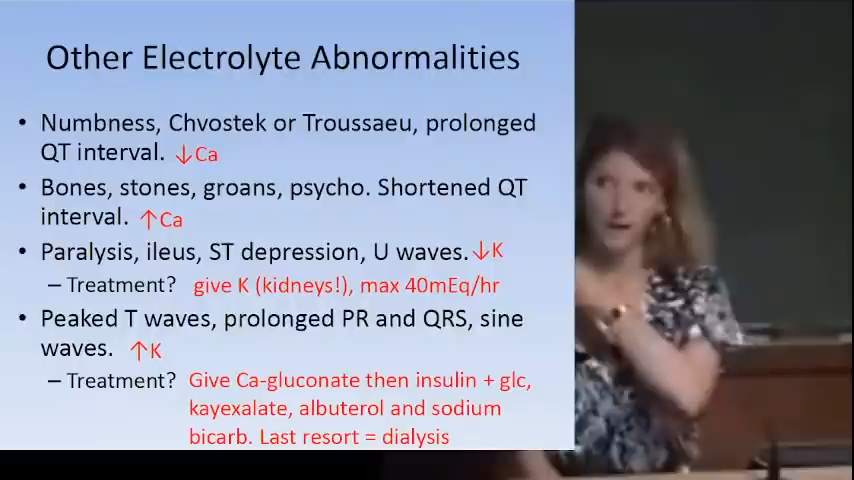 Other Electrolyte Abnormalities
• Numbness, Chvostek or Troussaeu, prolonged
QT interval. ↓Ca
• Bones, stones, groans, psycho. Shortened QT
interval. ↑Ca
• Paralysis, ileus, ST depression, U waves.↓K
– Treatment? give K (kidneys!), max 40mEq/hr
• Peaked T waves, prolonged PR and QRS, sine
waves. ↑K
– Treatment? Give Ca-gluconate then insulin + glc,
kayexalate, albuterol and sodium
bicarb. Last resort = dialysis